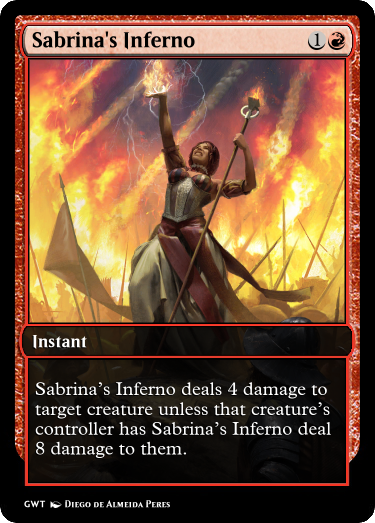 Sabrina's Inferno 1
Instant
Sabrina's Inferno deals 4 damage to
target creature unless that creature's
controller has Sabrina's Inferno deal
8 damage to them.
GWT Diego de Almeida Peres